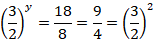 (3/2)^y = 18/8 = 9/4 = (3/2)^2